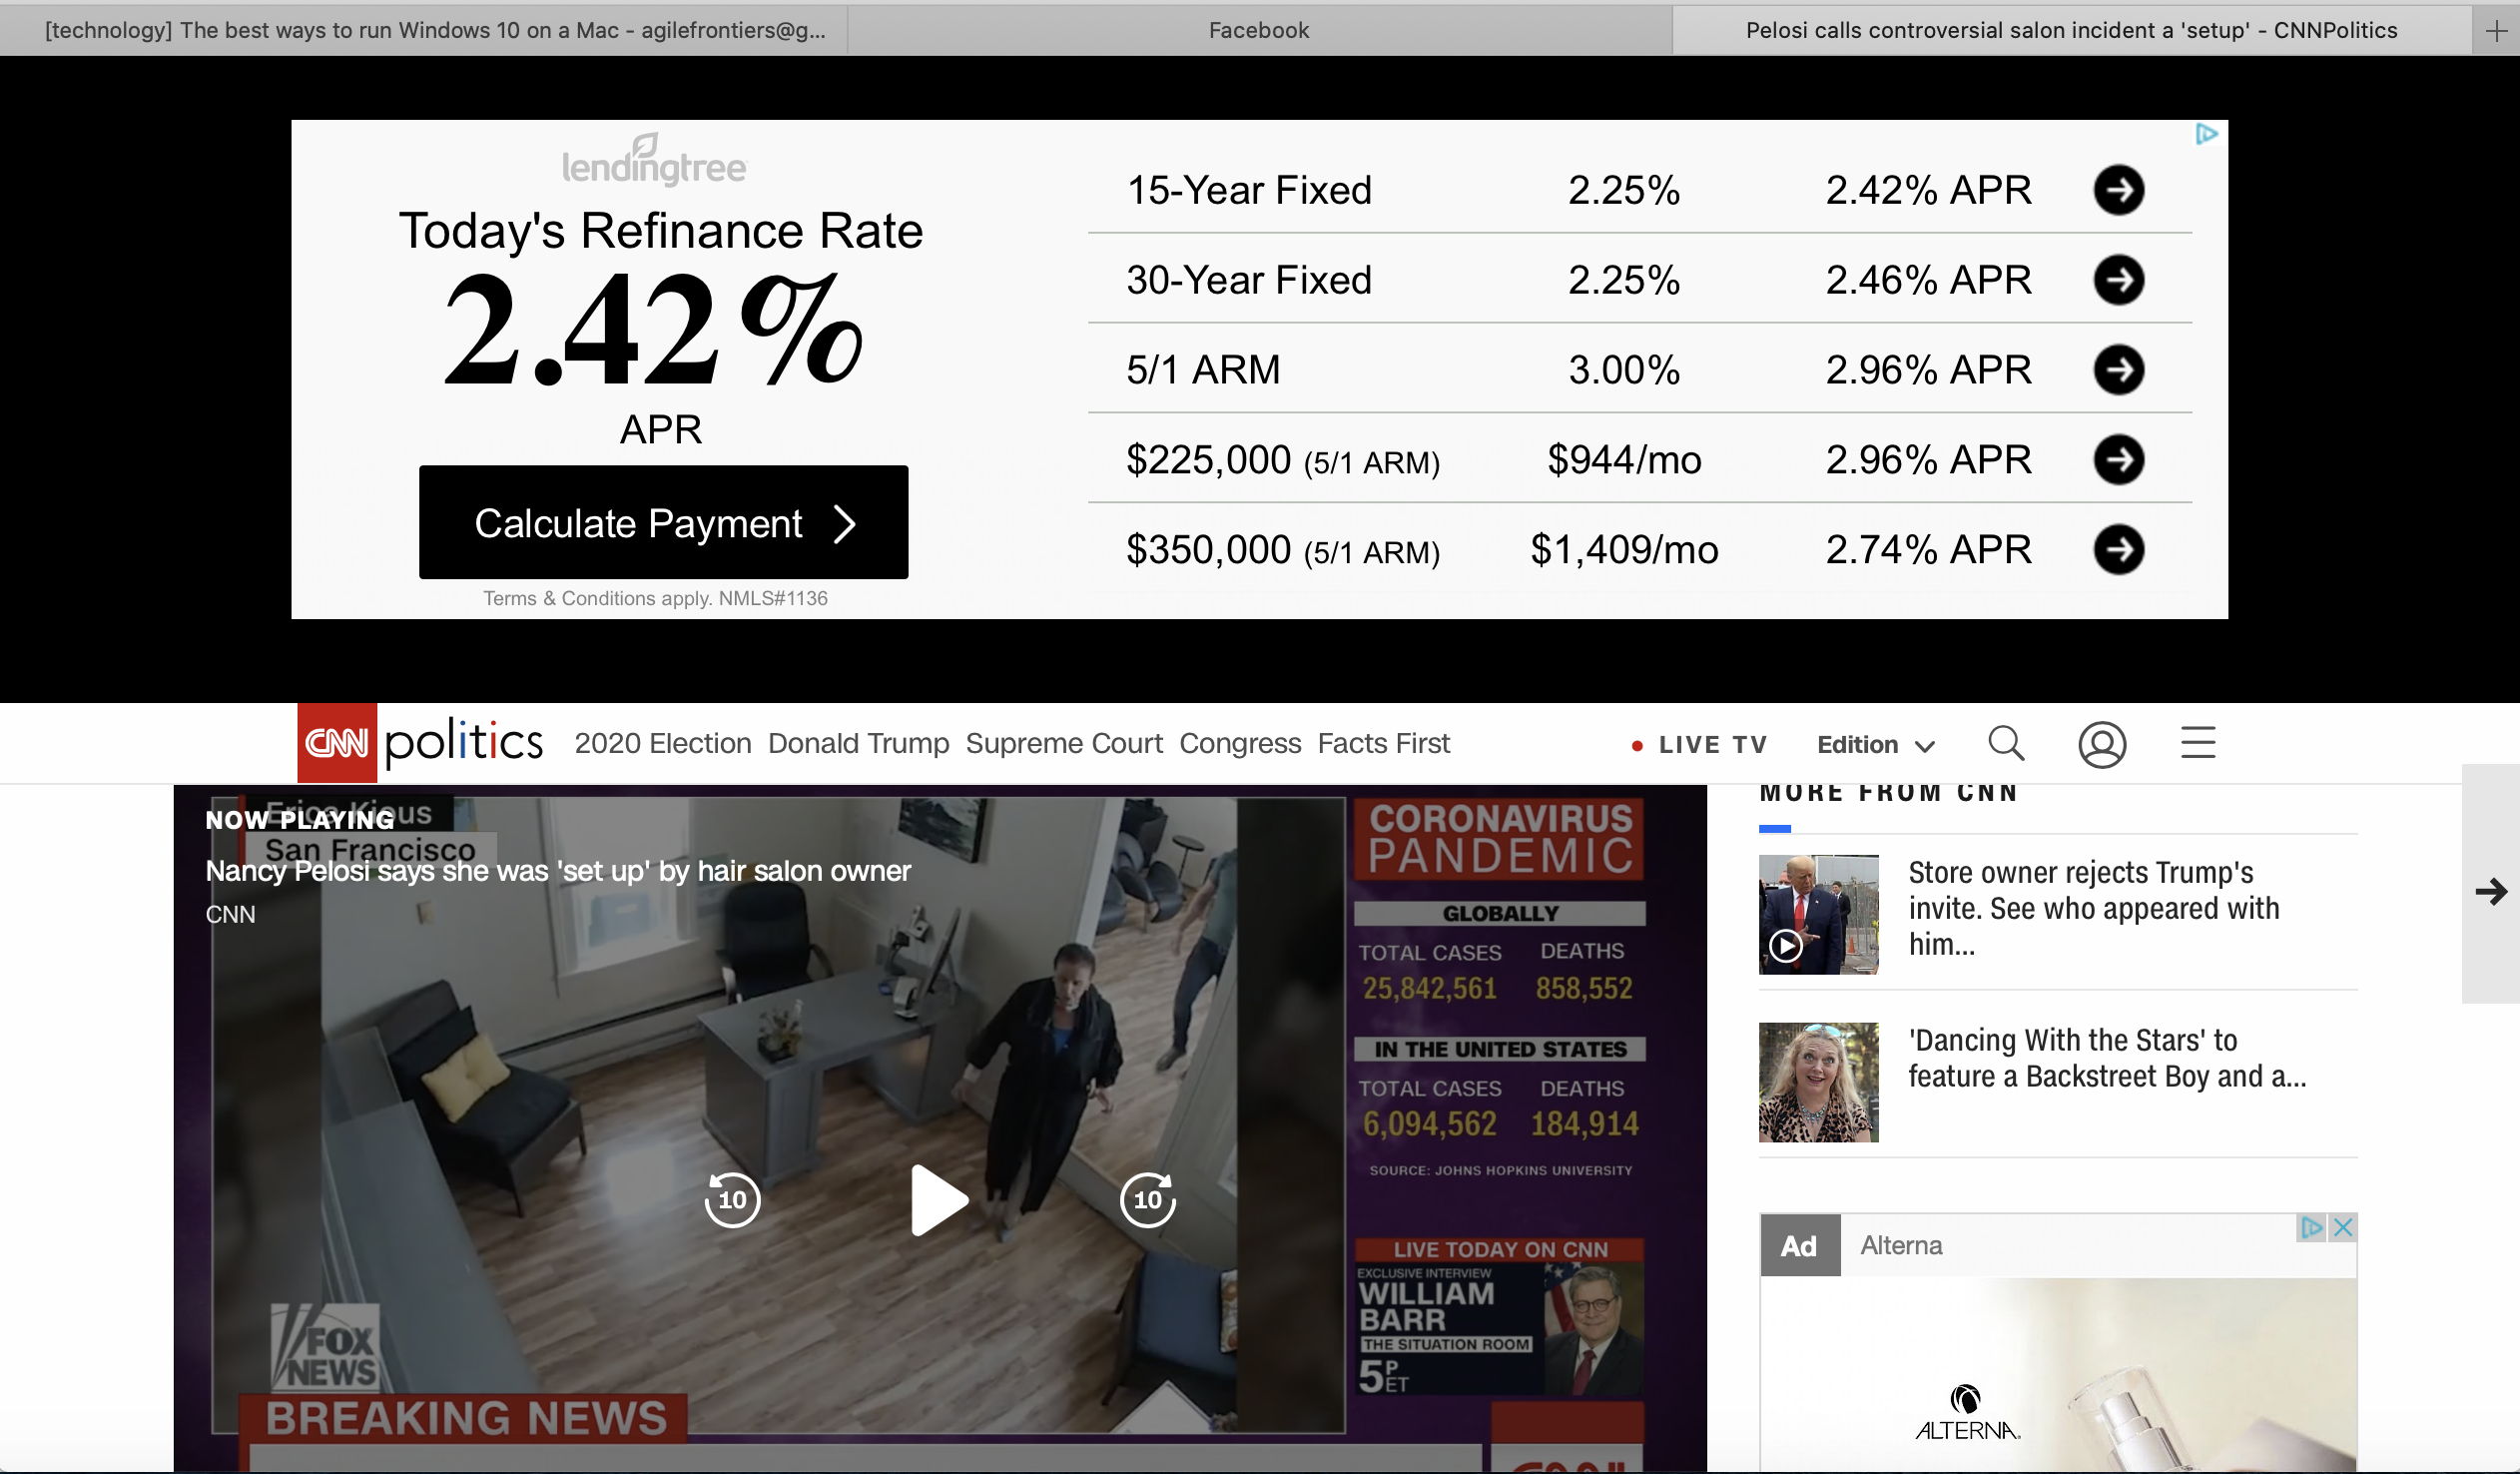 [technology] The best ways to run Windows 10 on a Mac - agilefrontiers@g...
Facebook
Pelosi calls controversial salon incident a 'setup' - CNNPolitics
lendingtree
Today's Refinance Rate
2.42%
APR
Calculate Payment
Terms & Conditions apply. NMLS#1136
15-Year Fixed 2.25% 2.42% APR
30-Year Fixed 2.25% 2.46% APR
5/1 ARM 3.00% 2.96% APR
$225,000 (5/1 ARM) $944/mo 2.96% APR
$350,000 (5/1 ARM) $1,409/mo 2.74% APR
CNN politics 2020 Election Donald Trump Supreme Court Congress Facts First LIVE TV Edition
Erica Kious
NOW PLAYING
San Francisco
Nancy Pelosi says she was 'set up' by hair salon owner
CNN
10
10
FOX
NEWS
BREAKING NEWS
CORONAVIRUS
PANDEMIC
GLOBALLY
TOTAL CASES DEATHS
25,842,561 858,552
IN THE UNITED STATES
TOTAL CASES DEATHS
6,094,562 184,914
SOURCE: JOHNS HOPKINS UNIVERSITY
LIVE TODAY ON CNN
EXCLUSIVE INTERVIEW
WILLIAM
BARR
THE SITUATION ROOM
5P
ET
MORE FROM CNN
Store owner rejects Trump's
invite. See who appeared with
him...
'Dancing With the Stars' to
feature a Backstreet Boy and a...
Ad Alterna
ALTERNA